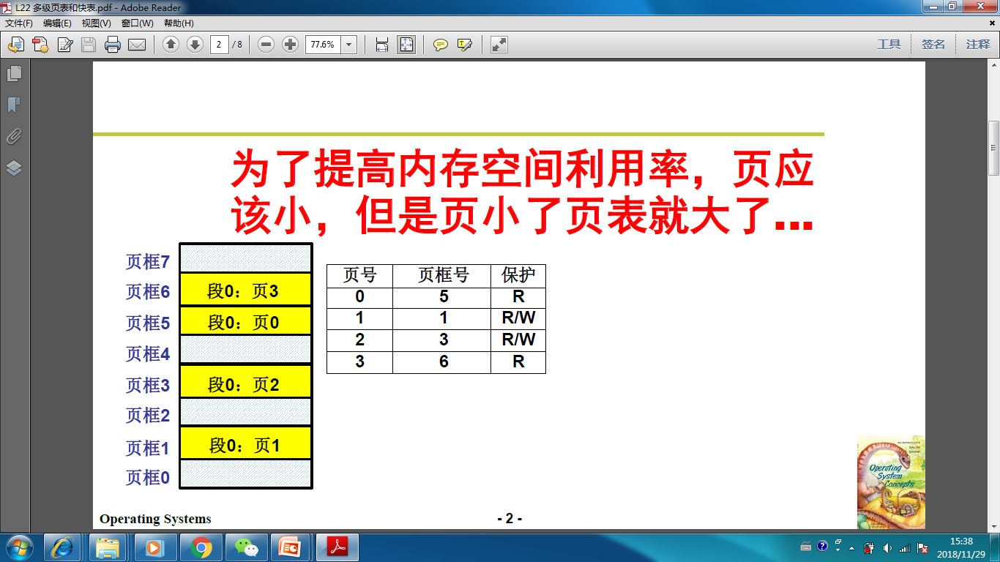 L22 多级页表和快表.pdf - Adobe Reader
文件(F) 编辑(E) 视图(V) 窗口(W) 帮助(H)
2 / 8 77.6% 工具 签名 注释
为了提高内存空间利用率，页应
该小，但是页小了页表就大了...
页框7
页框6 段0：页3
页框5 段0：页0
页框4
页框3 段0：页2
页框2
页框1 段0：页1
页框0
页号 页框号 保护
0 5 R
1 1 R/W
2 3 R/W
3 6 R
Operating
System
Concepts
Operating Systems - 2 -
15:38
2018/11/29